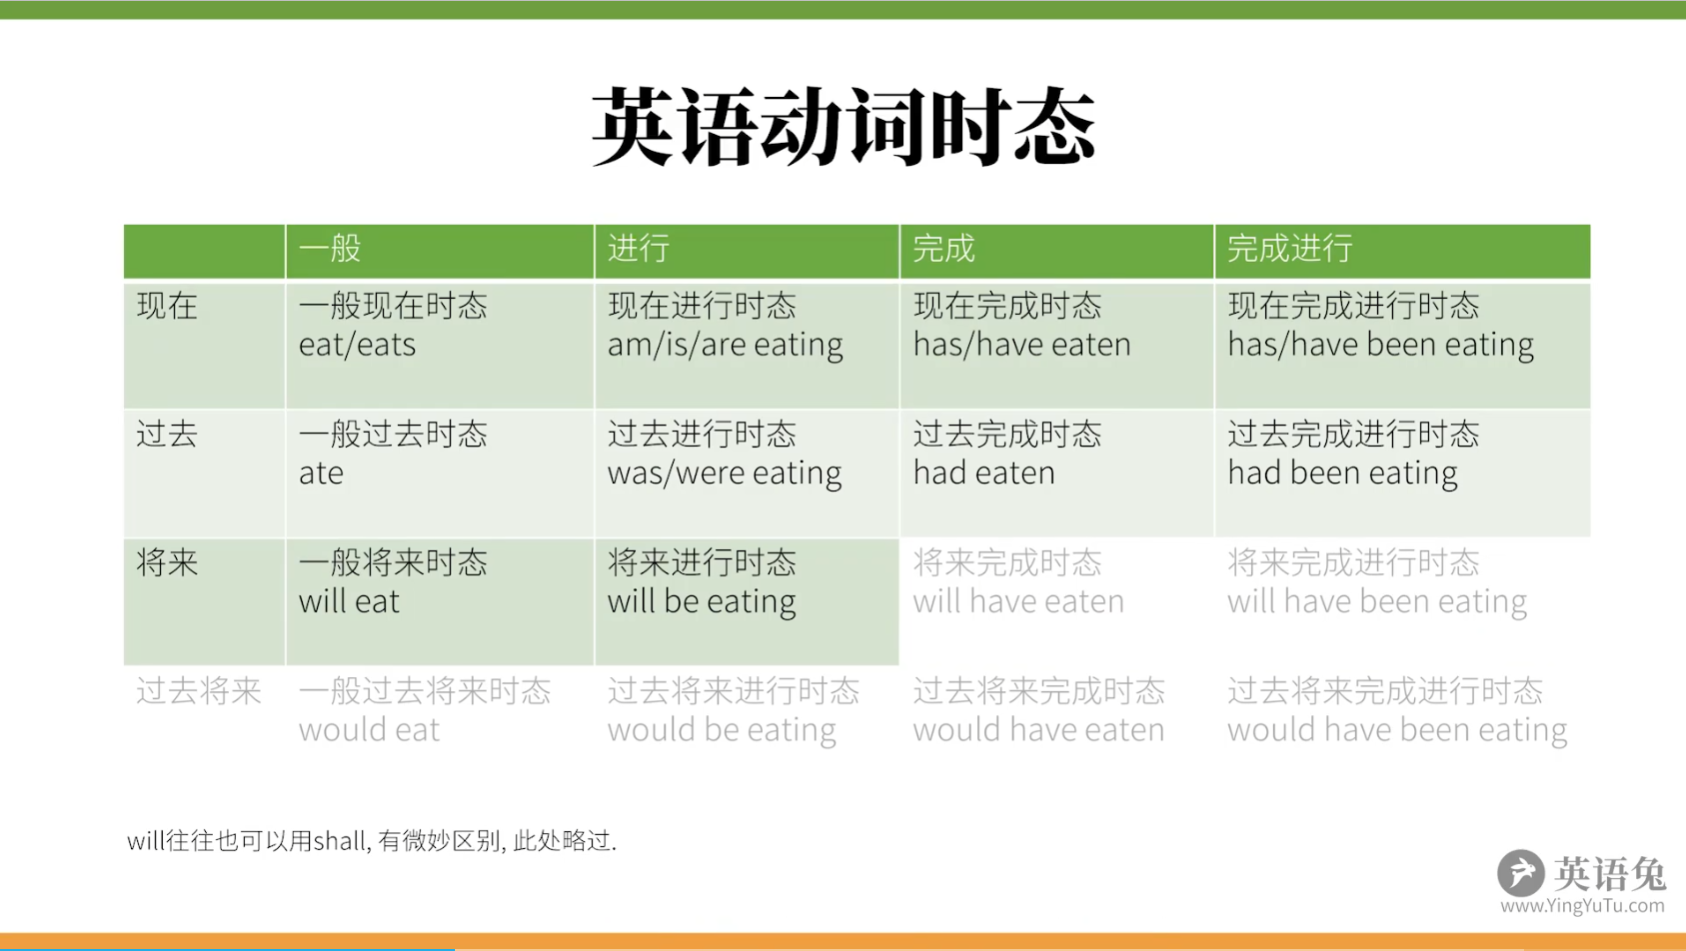 英语动词时态
一般 进行 完成 完成进行
现在 一般现在时态 现在进行时态 现在完成时态 现在完成进行时态
eat/eats am/is/are eating has/have eaten has/have been eating
过去 一般过去时态 过去进行时态 过去完成时态 过去完成进行时态
ate was/were eating had eaten had been eating
将来 一般将来时态 将来进行时态 将来完成时态 将来完成进行时态
will eat will be eating will have eaten will have been eating
过去将来 一般过去将来时态 过去将来进行时态 过去将来完成时态 过去将来完成进行时态
would eat would be eating would have eaten would have been eating
will往往也可以用shall, 有微妙区别, 此处略过.
英语兔
www.YingYuTu.com